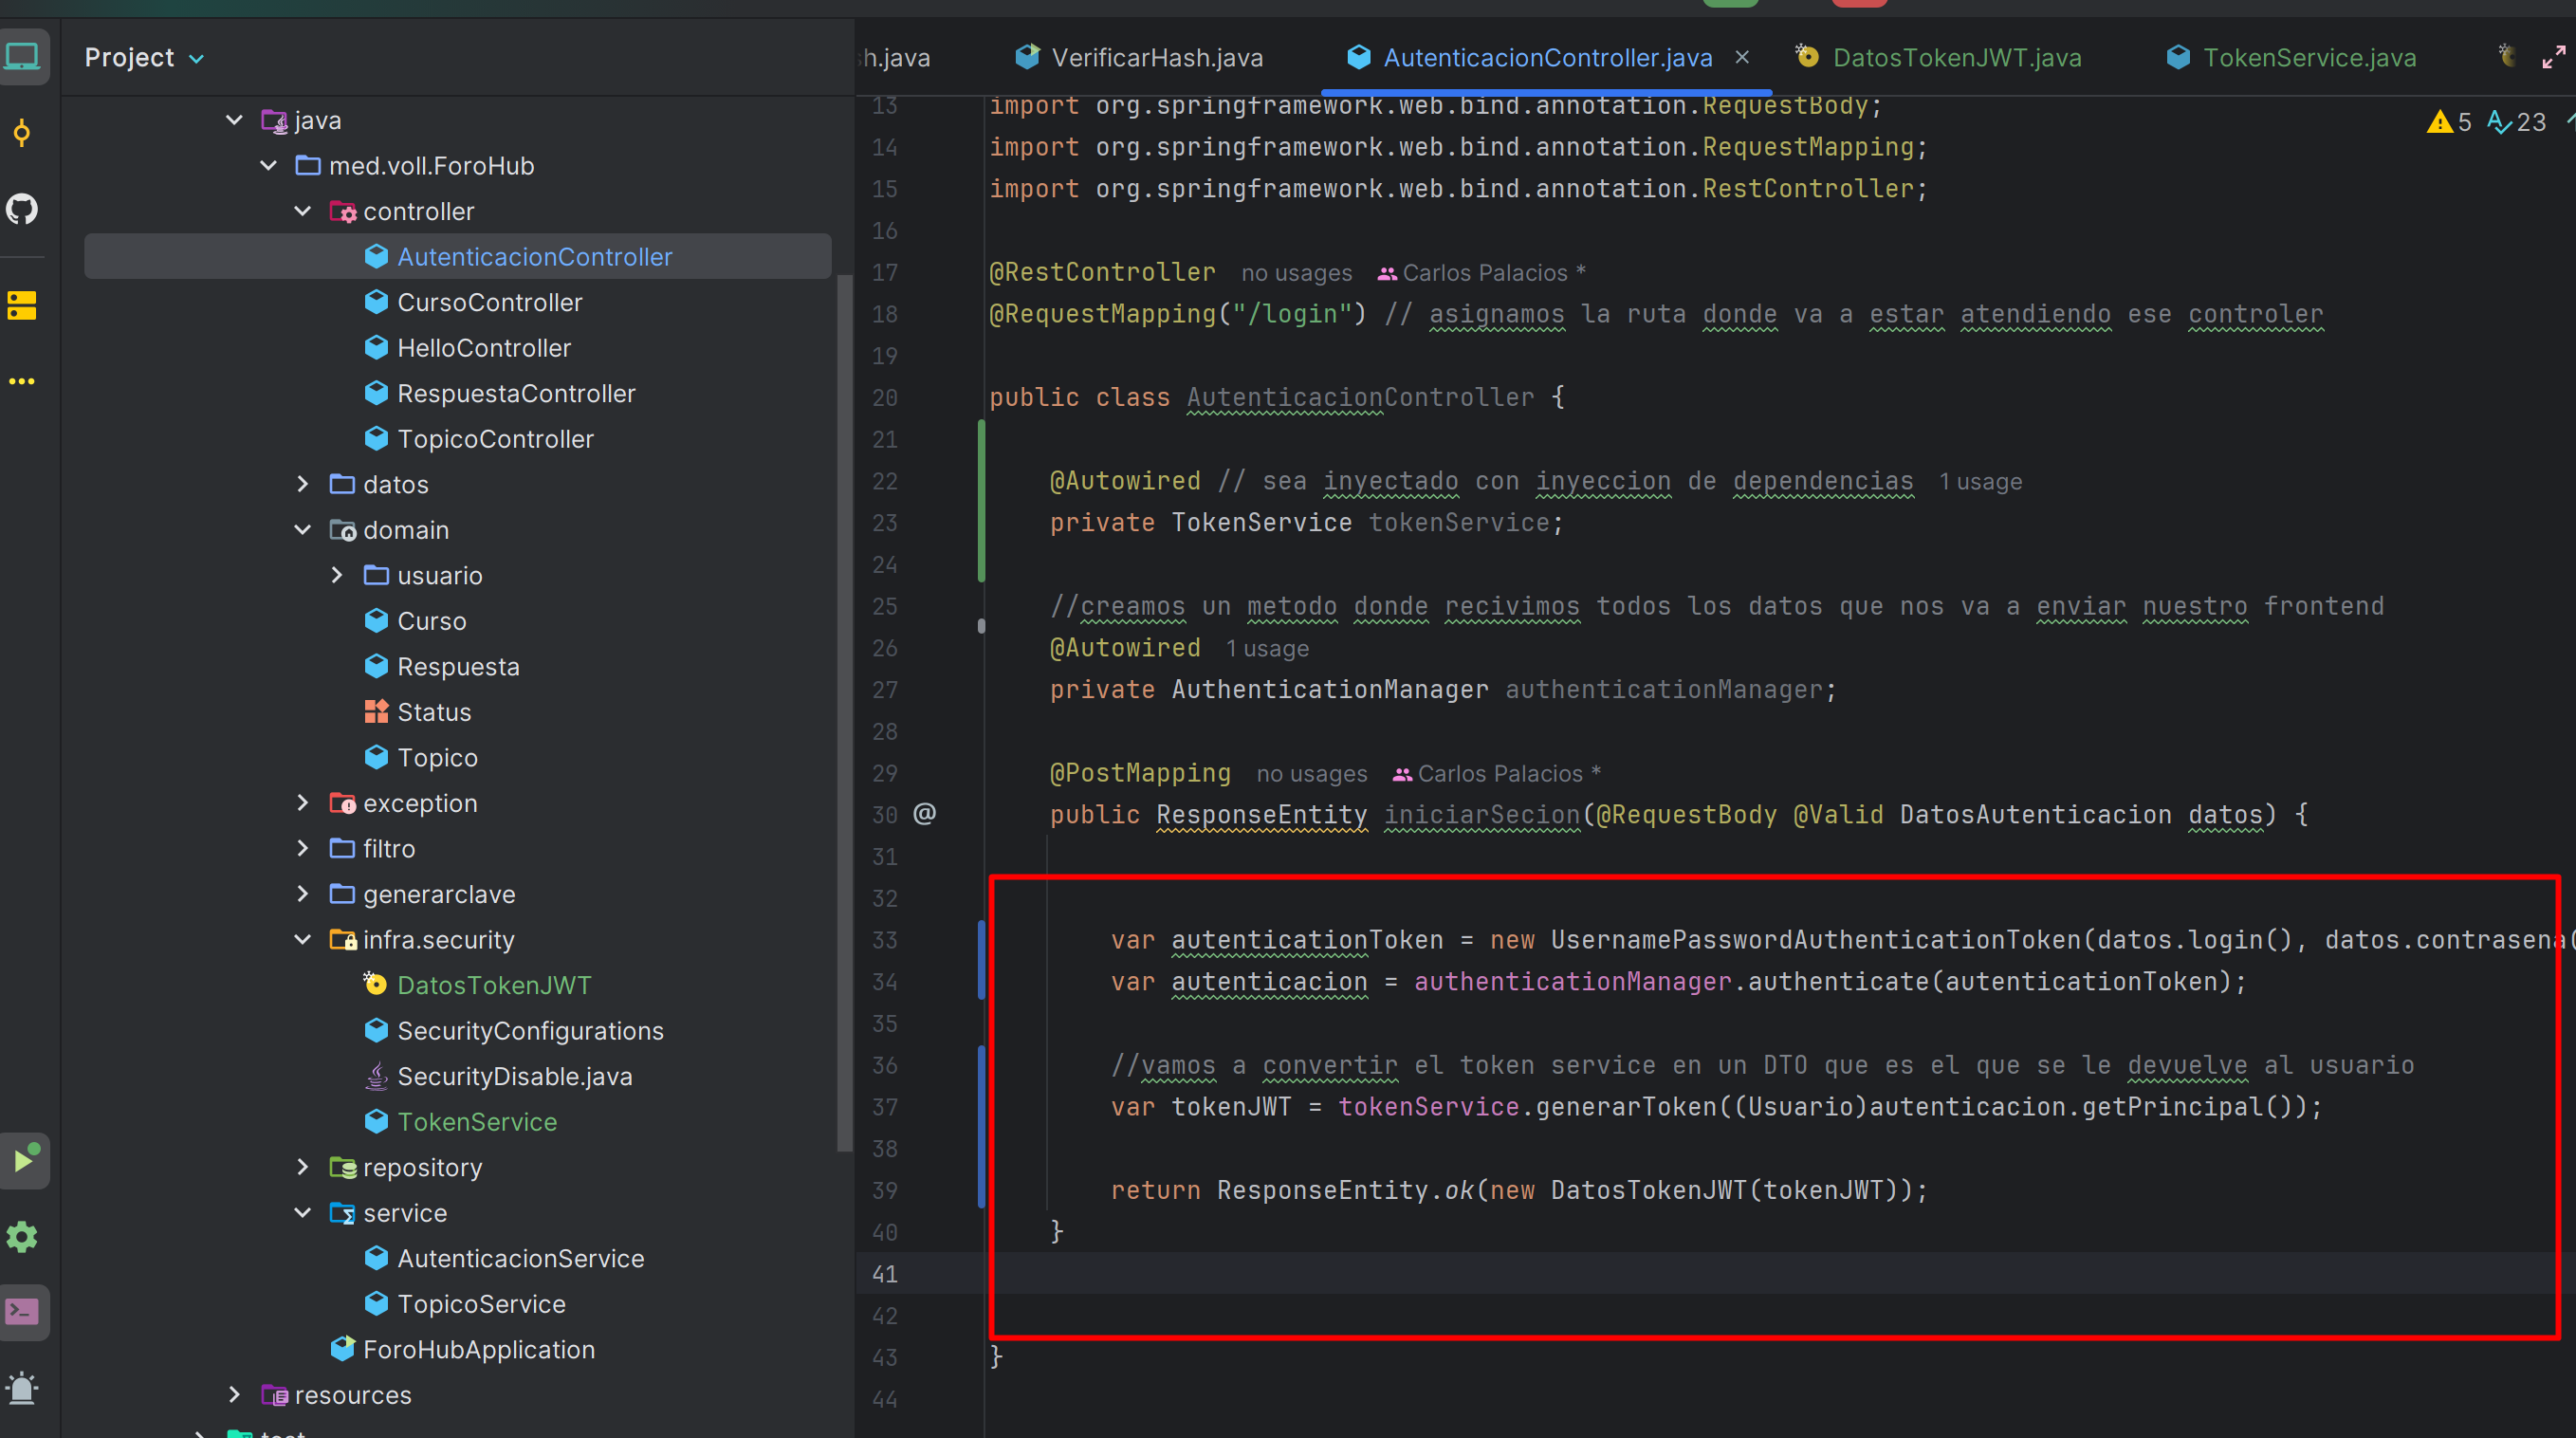 Project
h.java
VerificarHash.java
AutenticacionController.java
DatosTokenJWT.java
TokenService.java
java
med.voll.ForoHub
controller
AutenticacionController
CursoController
HelloController
RespuestaController
TopicoController
datos
domain
usuario
Curso
Respuesta
Status
Topico
exception
filtro
generarclave
infra.security
DatosTokenJWT
SecurityConfigurations
SecurityDisable.java
TokenService
repository
service
AutenticacionService
TopicoService
ForoHubApplication
resources
test
5 23
13 import org.springframework.web.bind.annotation.RequestBody;
14 import org.springframework.web.bind.annotation.RequestMapping;
15 import org.springframework.web.bind.annotation.RestController;
16
17 @RestController no usages Carlos Palacios *
18 @RequestMapping("/login") // asignamos la ruta donde va a estar atendiendo ese controler
19
20 public class AutenticacionController {
21
22 @Autowired // sea inyectado con inyeccion de dependencias 1 usage
23 private TokenService tokenService;
24
25 //creamos un metodo donde recivimos todos los datos que nos va a enviar nuestro frontend
26 @Autowired 1 usage
27 private AuthenticationManager authenticationManager;
28
29 @PostMapping no usages Carlos Palacios *
30 @ public ResponseEntity iniciarSecion(@RequestBody @Valid DatosAutenticacion datos) {
31
32
33 var autenticationToken = new UsernamePasswordAuthenticationToken(datos.login(), datos.contrasena(
34 var autenticacion = authenticationManager.authenticate(autenticationToken);
35
36 //vamos a convertir el token service en un DTO que es el que se le devuelve al usuario
37 var tokenJWT = tokenService.generarToken((Usuario)autenticacion.getPrincipal());
38
39 return ResponseEntity.ok(new DatosTokenJWT(tokenJWT));
40 }
41
42
43 }
44